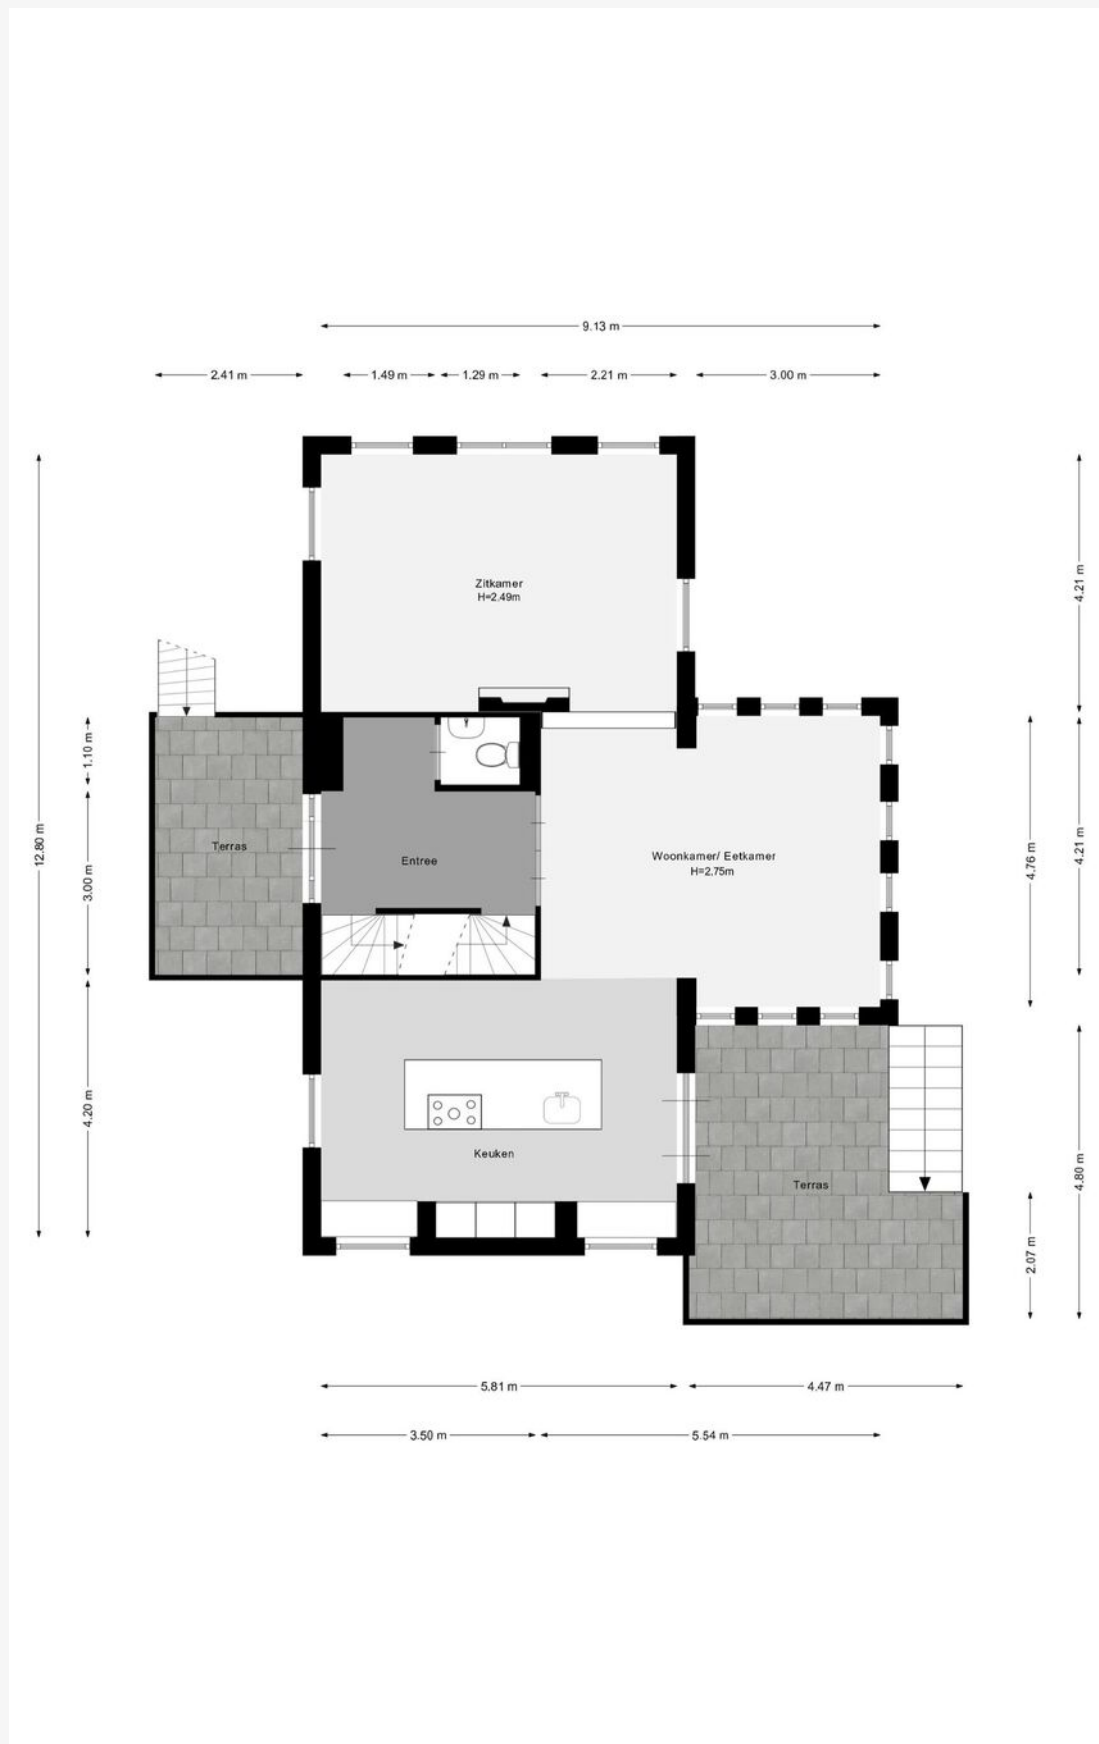 9.13 m
2.41 m
1.49 m
1.29 m
2.21 m
3.00 m
Zitkamer
H=2.49m
4.21 m
1.10 m
12.80 m
3.00 m
Terras
Entree
Woonkamer/ Eetkamer
H=2.75m
4.76 m
4.21 m
4.20 m
Keuken
Terras
4.80 m
2.07 m
5.81 m
4.47 m
3.50 m
5.54 m